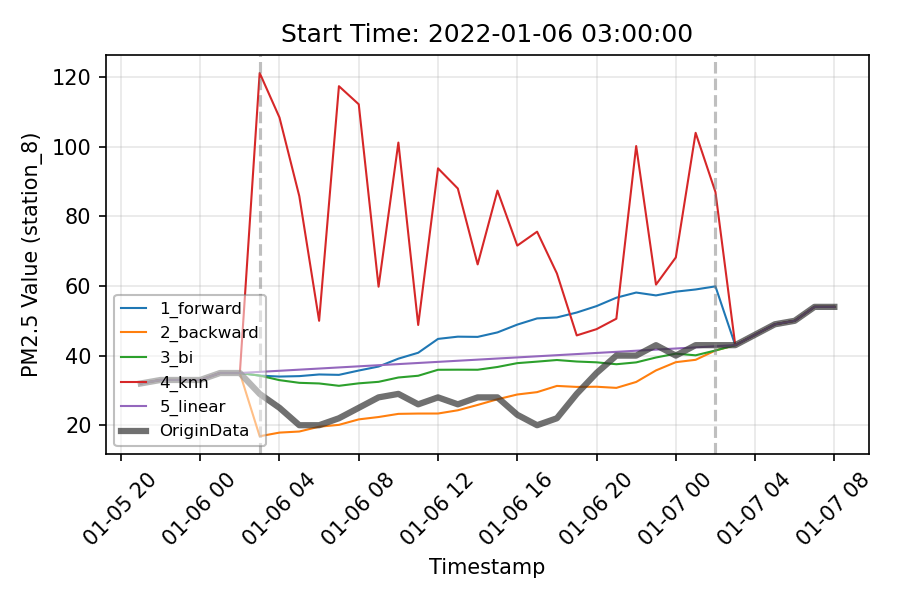 Start Time: 2022-01-06 03:00:00
PM2.5 Value (station_8)
120
100
80
60
40
20
1_forward
2_backward
3_bi
4_knn
5_linear
OriginData
01-05 20
01-06 00
01-06 04
01-06 08
01-06 12
01-06 16
01-06 20
01-07 00
01-07 04
01-07 08
Timestamp